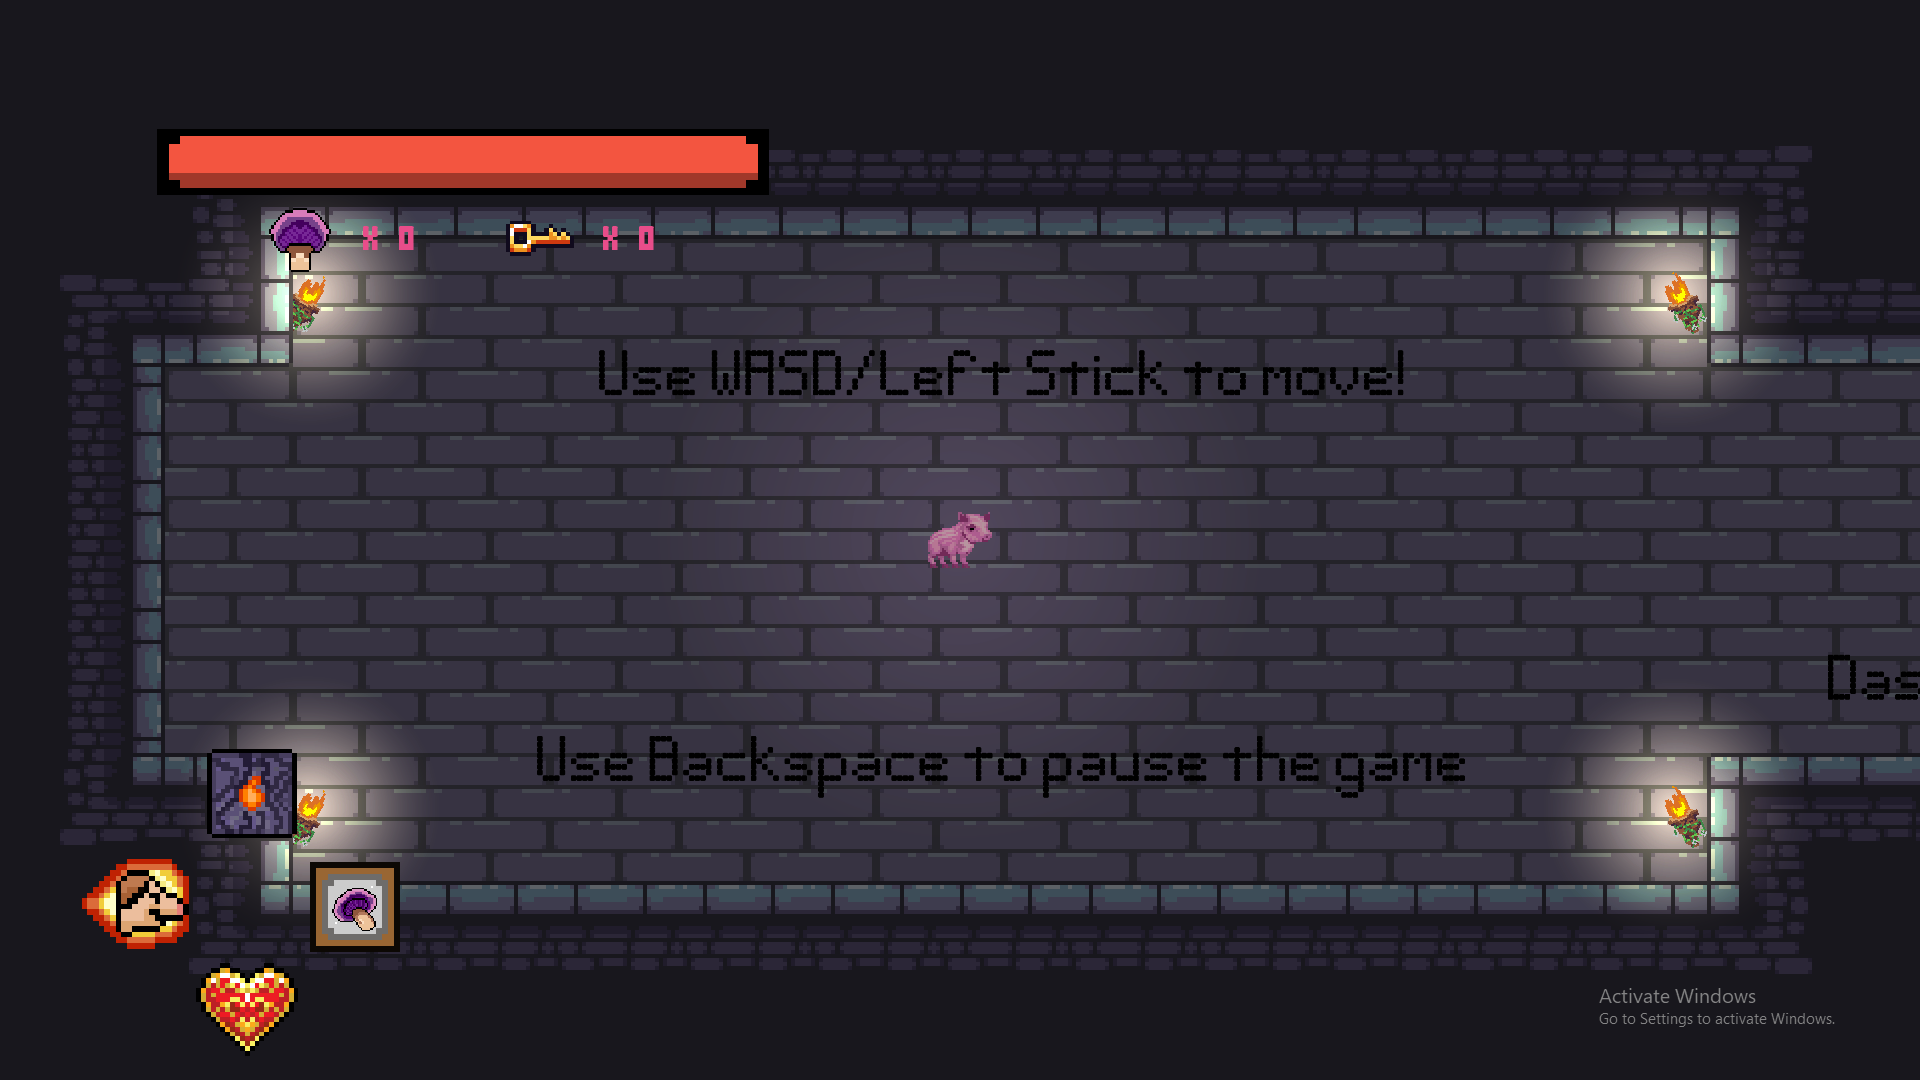 X 0 X 0
Use WASD/Left Stick to move!
Das
Use Backspace to pause the game
Activate Windows
Go to Settings to activate Windows.